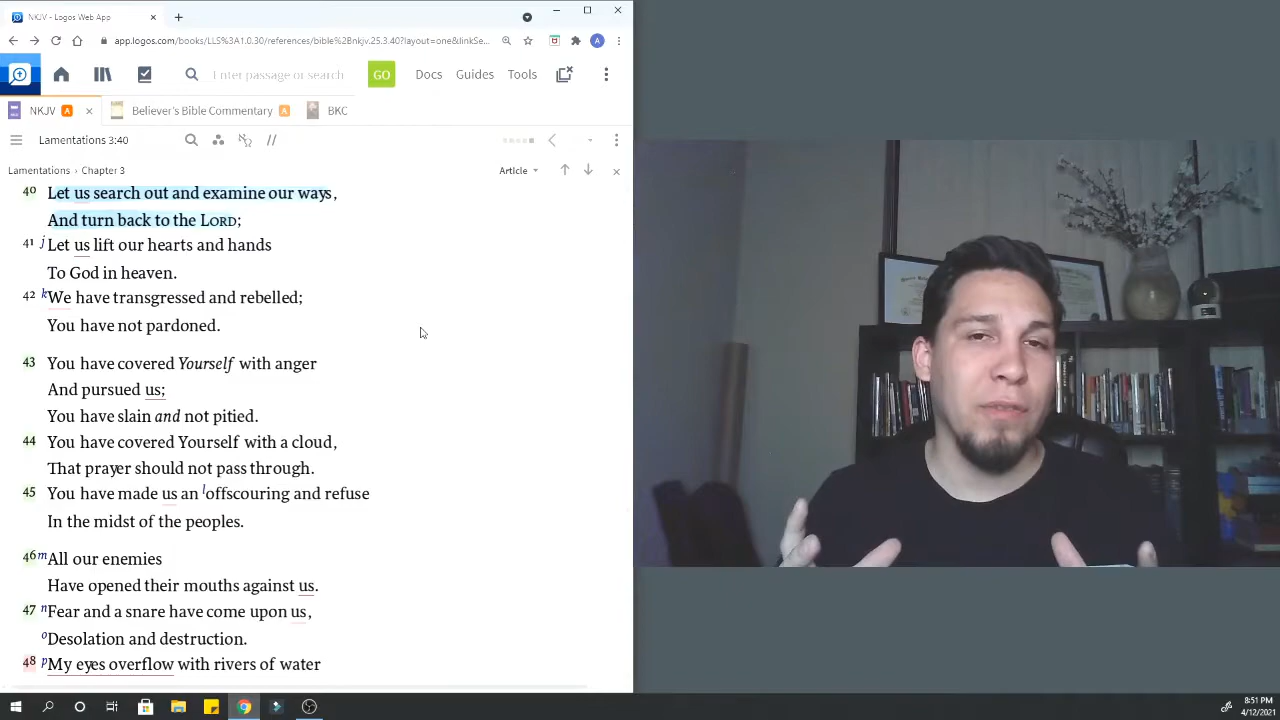 NKJV - Logos Web App
app.logos.com/books/LLS%3A1.0.30/references/bible%2Bnkjv.25.3.40?layout=one&linkSe...
A
Enter passage or search
GO
Docs
Guides
Tools
NKJV A
Believer's Bible Commentary A
BKC
Lamentations 3:40
Lamentations › Chapter 3
Article
40 Let us search out and examine our ways,
And turn back to the LORD;
41 j Let us lift our hearts and hands
To God in heaven.
42 k We have transgressed and rebelled;
You have not pardoned.
43 You have covered Yourself with anger
And pursued us;
You have slain and not pitied.
44 You have covered Yourself with a cloud,
That prayer should not pass through.
45 You have made us an l offscouring and refuse
In the midst of the peoples.
46 m All our enemies
Have opened their mouths against us.
47 n Fear and a snare have come upon us,
o Desolation and destruction.
48 p My eyes overflow with rivers of water
8:51 PM
4/12/2021